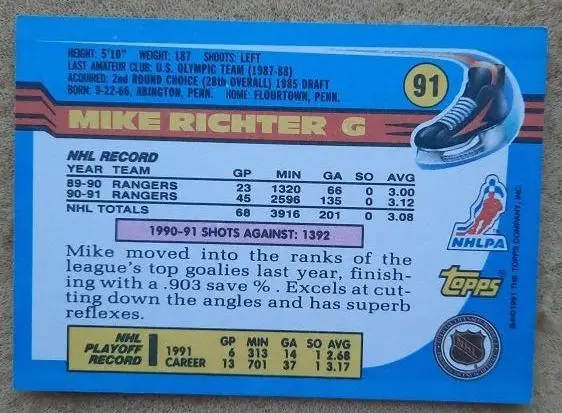 HEIGHT: 5'10" WEIGHT: 187 SHOOTS: LEFT
LAST AMATEUR CLUB: U.S. OLYMPIC TEAM (1987-88)
ACQUIRED: 2nd ROUND CHOICE (28th OVERALL) 1985 DRAFT
BORN: 9-22-66, ABINGTON, PENN. HOME: FLOURTOWN, PENN.
91
MIKE RICHTER G
NHL RECORD
YEAR TEAM GP MIN GA SO AVG
89-90 RANGERS 23 1320 66 0 3.00
90-91 RANGERS 45 2596 135 0 3.12
NHL TOTALS 68 3916 201 0 3.08
1990-91 SHOTS AGAINST: 1392
Mike moved into the ranks of the
league's top goalies last year, finish-
ing with a .903 save %. Excels at cut-
ting down the angles and has superb
reflexes.
NHL PLAYOFF RECORD
GP MIN GA SO AVG
1991 6 313 14 1 2.68
CAREER 13 701 37 1 3.17
NHLPA
TOPPS
®©1991 THE TOPPS COMPANY, INC.
NHL